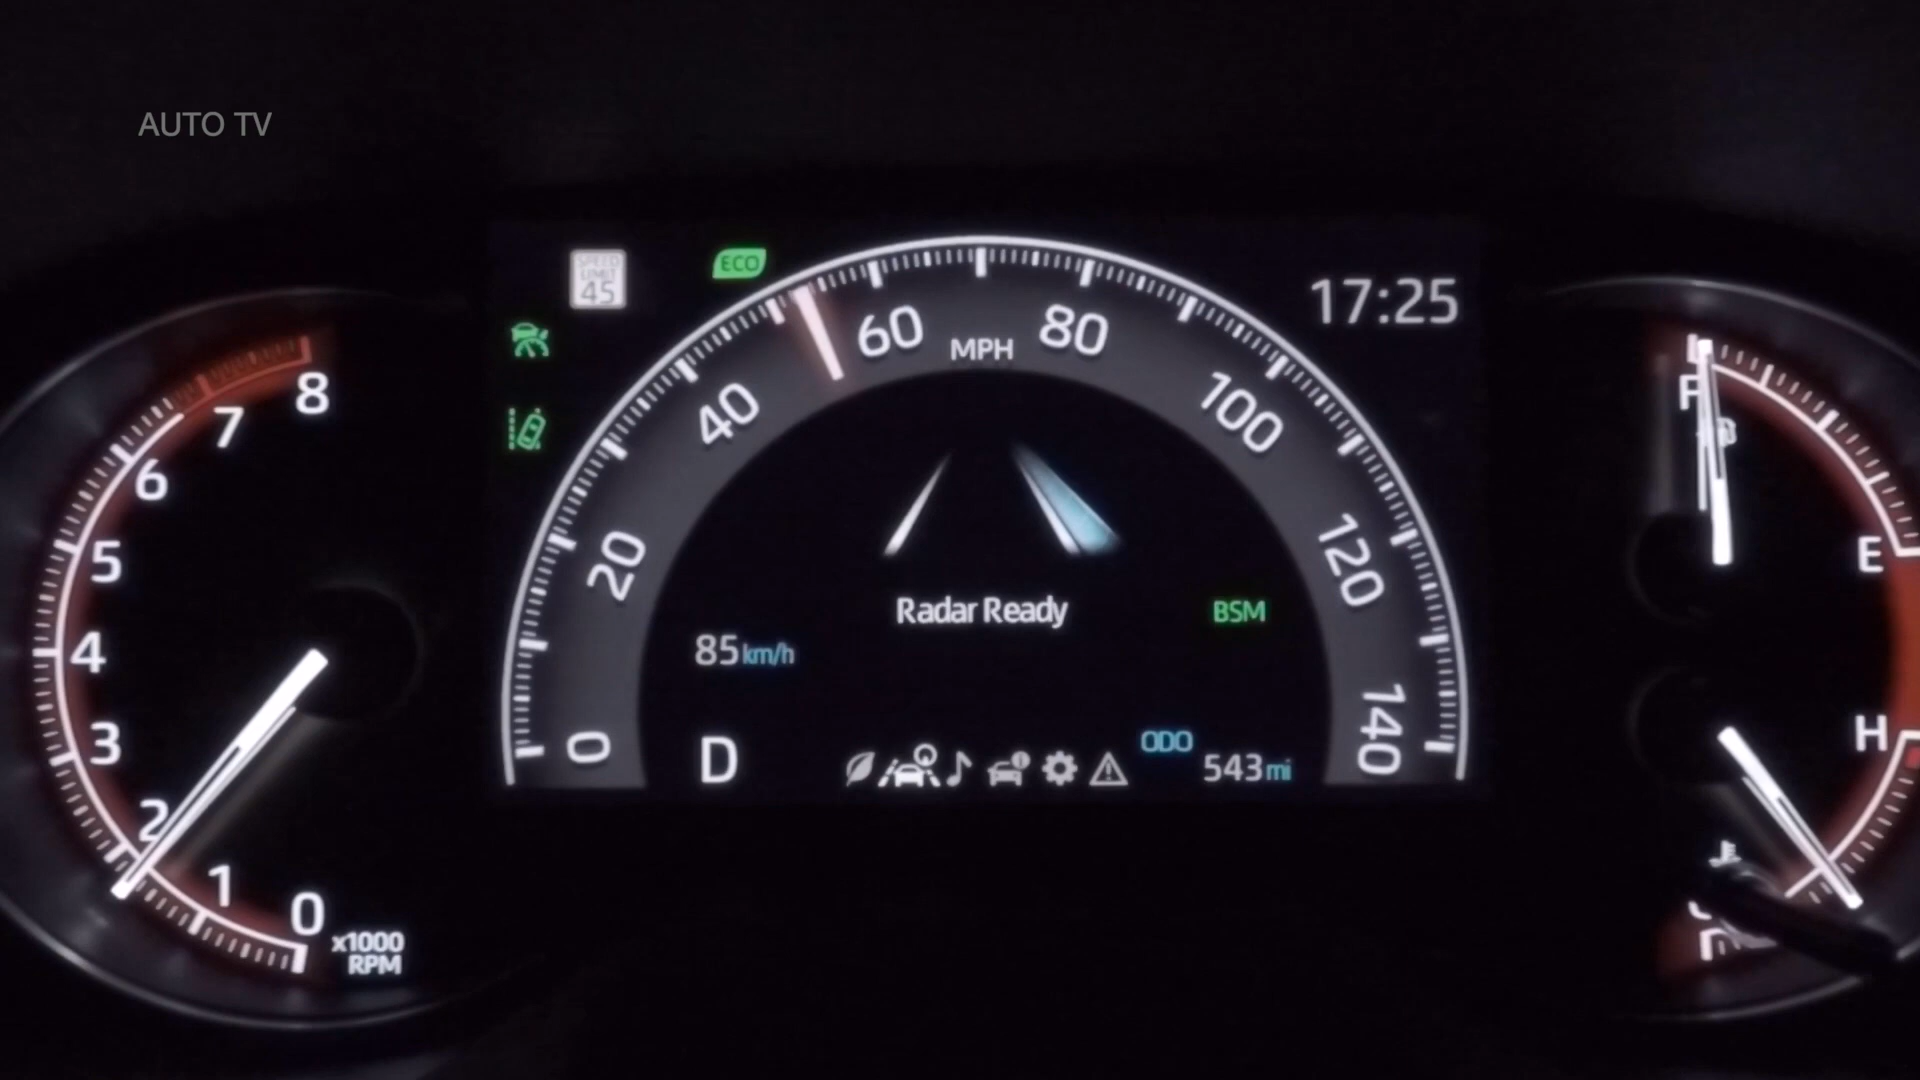 AUTO TV
SPEED
LIMIT
45
ECO
17:25
0
20
40
60
MPH
80
100
120
140
8
7
6
5
4
3
2
1
0
x1000
RPM
Radar Ready
BSM
85 km/h
D
ODO
543 mi
F
E
H